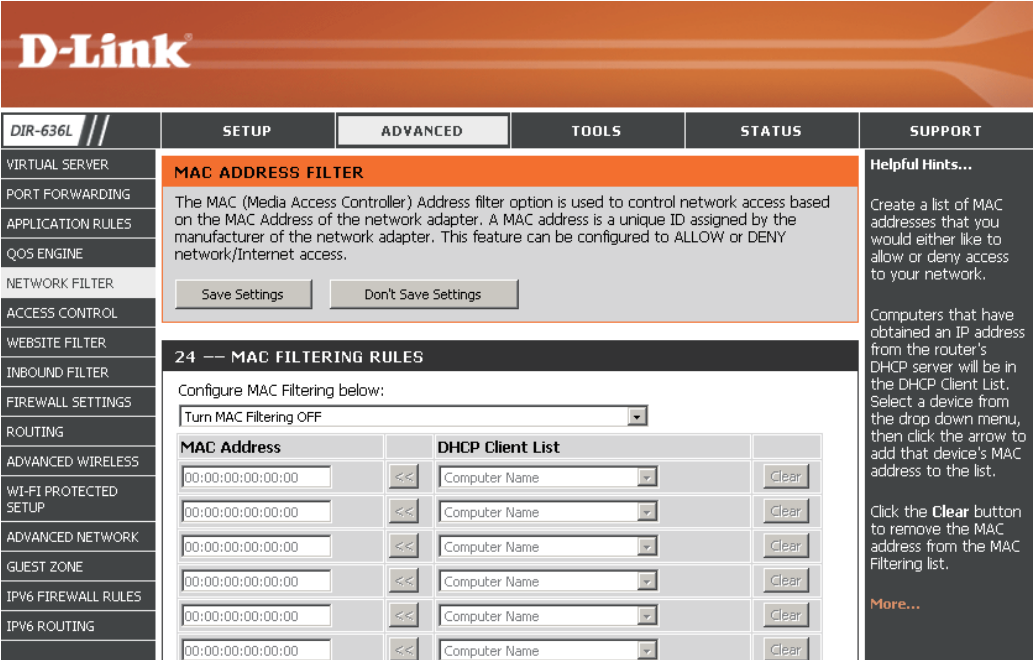 D-Link®
DIR-636L
SETUP
ADVANCED
TOOLS
STATUS
SUPPORT
VIRTUAL SERVER
PORT FORWARDING
APPLICATION RULES
QOS ENGINE
NETWORK FILTER
ACCESS CONTROL
WEBSITE FILTER
INBOUND FILTER
FIREWALL SETTINGS
ROUTING
ADVANCED WIRELESS
WI-FI PROTECTED
SETUP
ADVANCED NETWORK
GUEST ZONE
IPV6 FIREWALL RULES
IPV6 ROUTING
MAC ADDRESS FILTER
The MAC (Media Access Controller) Address filter option is used to control network access based
on the MAC Address of the network adapter. A MAC address is a unique ID assigned by the
manufacturer of the network adapter. This feature can be configured to ALLOW or DENY
network/Internet access.
Save Settings
Don't Save Settings
24 -- MAC FILTERING RULES
Configure MAC Filtering below:
Turn MAC Filtering OFF
MAC Address DHCP Client List
00:00:00:00:00:00 << Computer Name Clear
00:00:00:00:00:00 << Computer Name Clear
00:00:00:00:00:00 << Computer Name Clear
00:00:00:00:00:00 << Computer Name Clear
00:00:00:00:00:00 << Computer Name Clear
00:00:00:00:00:00 << Computer Name Clear
Helpful Hints...
Create a list of MAC
addresses that you
would either like to
allow or deny access
to your network.
Computers that have
obtained an IP address
from the router's
DHCP server will be in
the DHCP Client List.
Select a device from
the drop down menu,
then click the arrow to
add that device's MAC
address to the list.
Click the Clear button
to remove the MAC
address from the MAC
Filtering list.
More...